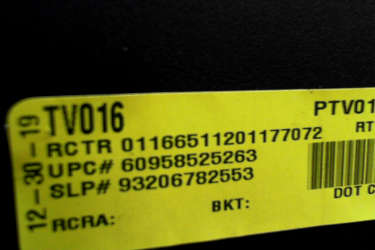 12-30-19
TV016 PTV01
RCTR 01166511201177072 RT
UPC# 60958525263
SLP# 93206782553
DOT C
RCRA: BKT: